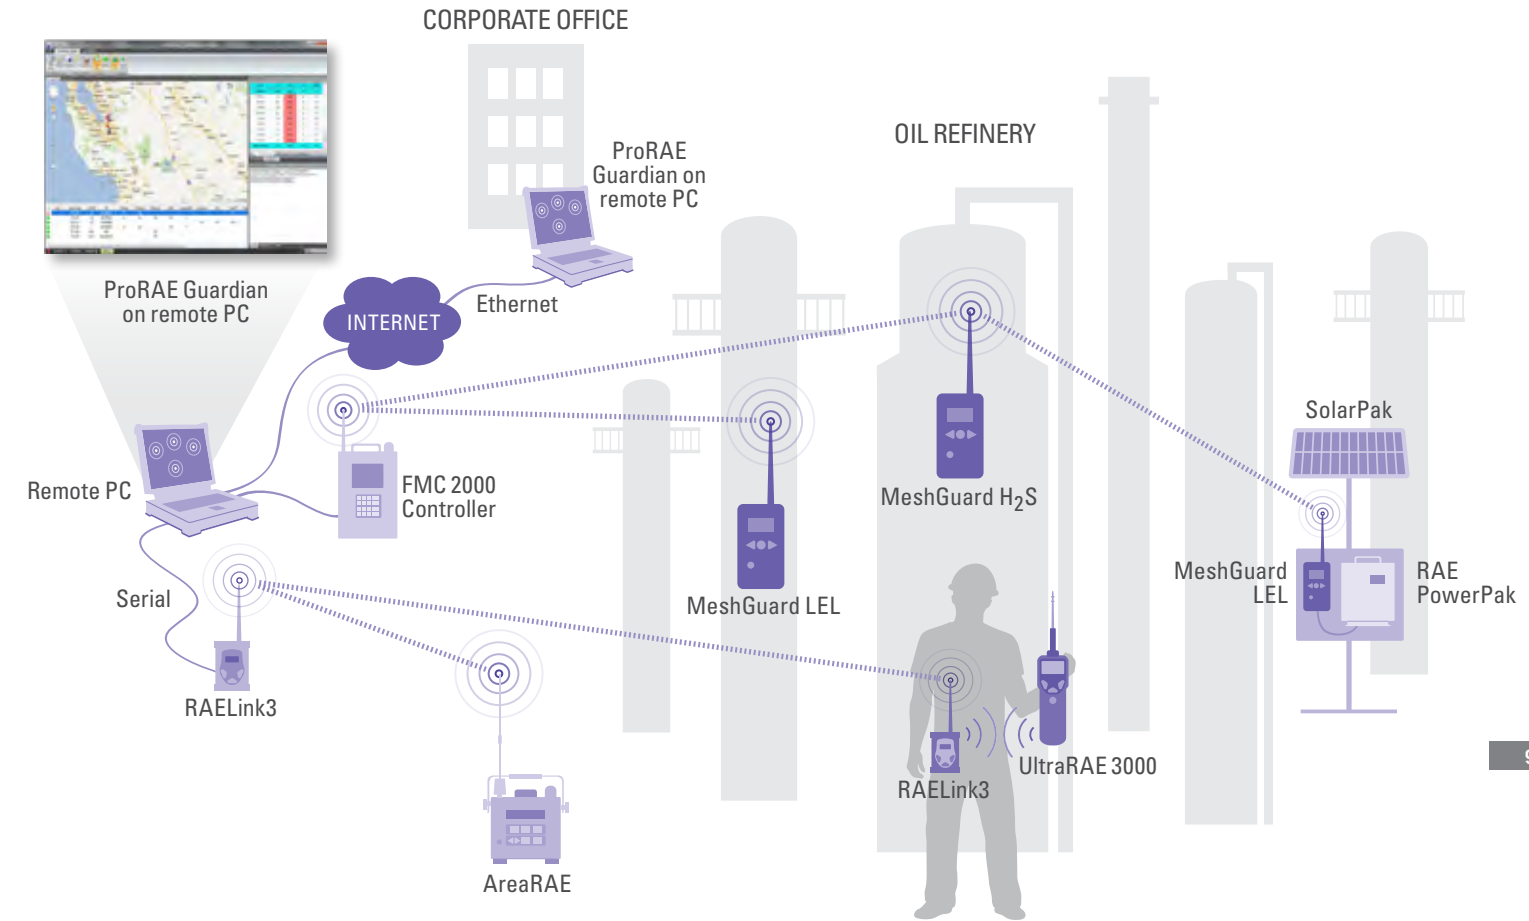 CORPORATE OFFICE
ProRAE
Guardian on
remote PC
OIL REFINERY
ProRAE Guardian
on remote PC
INTERNET
Ethernet
SolarPak
Remote PC
FMC 2000
Controller
MeshGuard H₂S
MeshGuard
LEL
RAE
PowerPak
Serial
MeshGuard LEL
RAELink3
UltraRAE 3000
RAELink3
AreaRAE
9